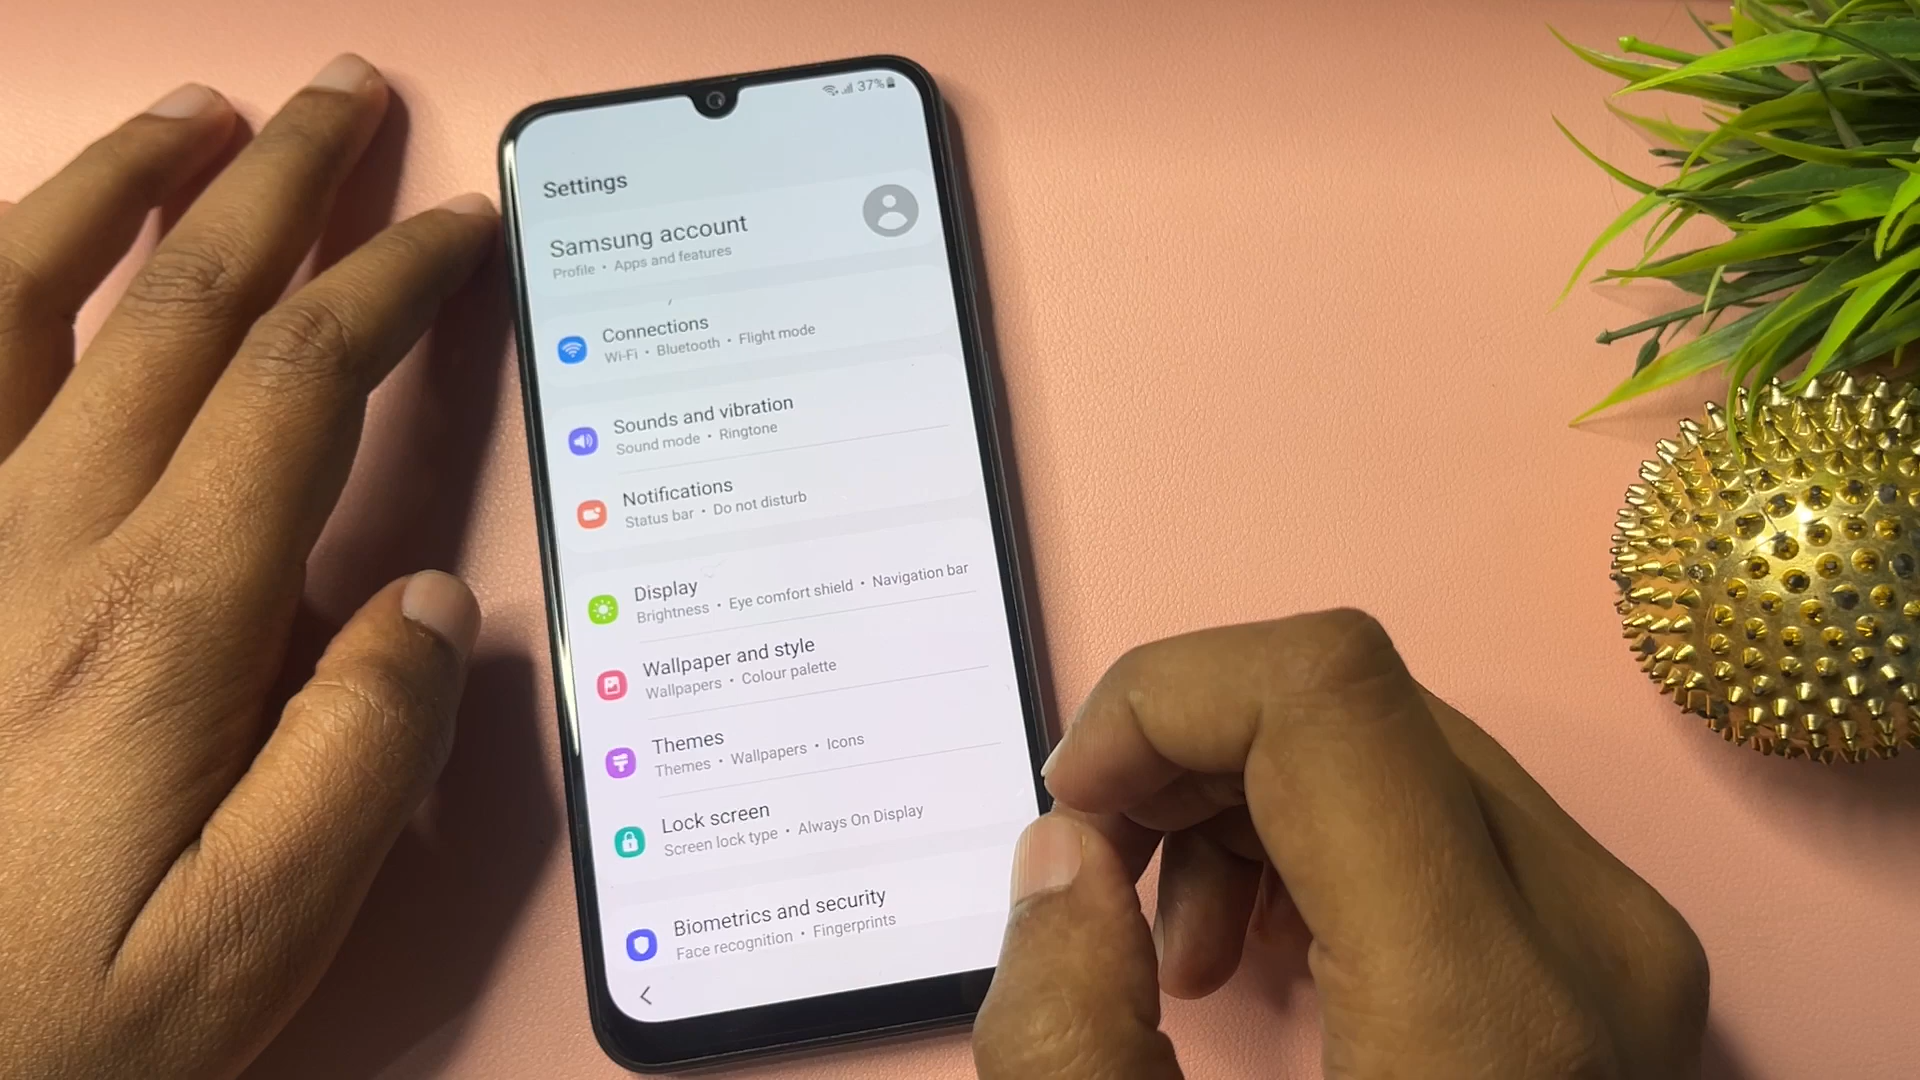 37%
Settings
Samsung account
Profile • Apps and features
Connections
Wi-Fi • Bluetooth • Flight mode
Sounds and vibration
Sound mode • Ringtone
Notifications
Status bar • Do not disturb
Display
Brightness • Eye comfort shield • Navigation bar
Wallpaper and style
Wallpapers • Colour palette
Themes
Themes • Wallpapers • Icons
Lock screen
Screen lock type • Always On Display
Biometrics and security
Face recognition • Fingerprints